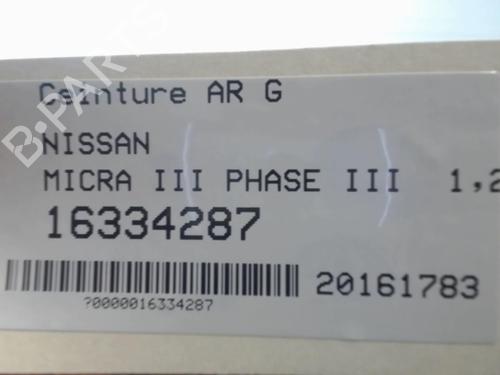 Ceinture AR G
NISSAN
MICRA III PHASE III 1,2
16334287
20161783
?0000016334287
B-PARTS